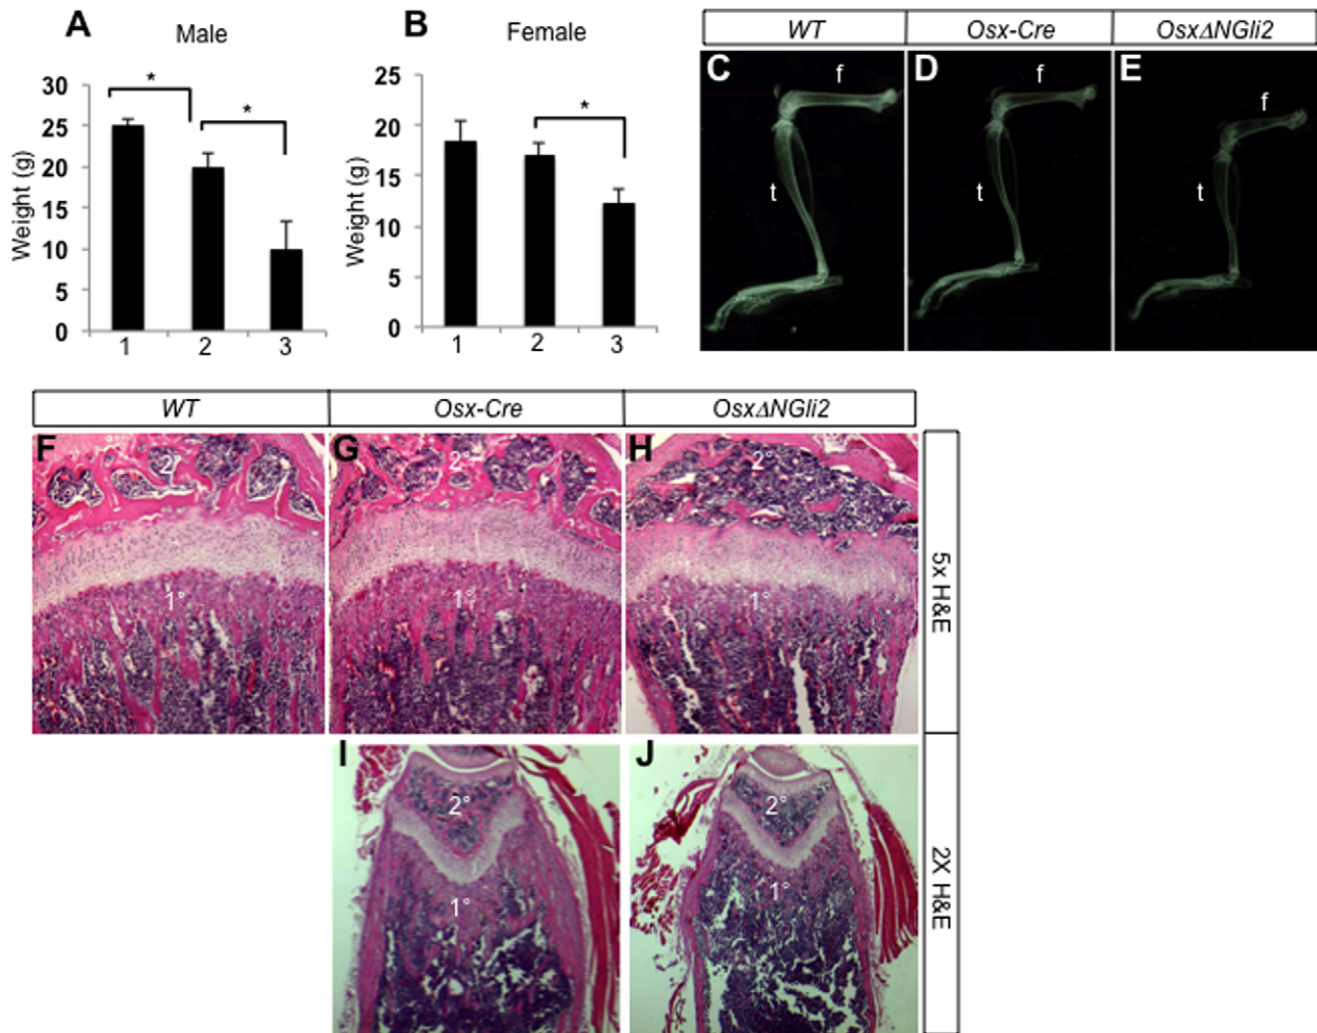 A
Male
Weight (g)
30
25
20
15
10
5
0
*
*
1
2
3
B
Female
Weight (g)
25
20
15
10
5
0
*
1
2
3
WT
Osx-Cre
OsxΔNGli2
C
f
t
D
f
t
E
f
t
WT
Osx-Cre
OsxΔNGli2
F
2°
1°
G
2°
1°
H
2°
1°
5x H&E
I
2°
1°
J
2°
1°
2X H&E